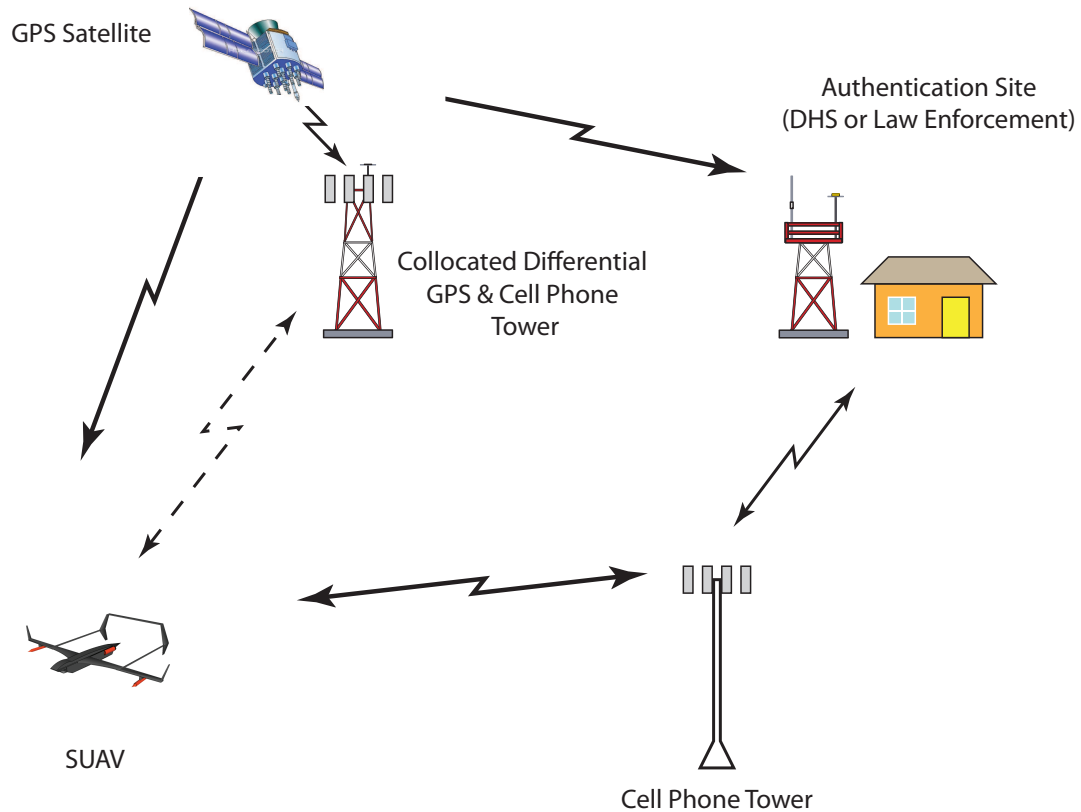 GPS Satellite
Authentication Site
(DHS or Law Enforcement)
Collocated Differential
GPS & Cell Phone
Tower
SUAV
Cell Phone Tower